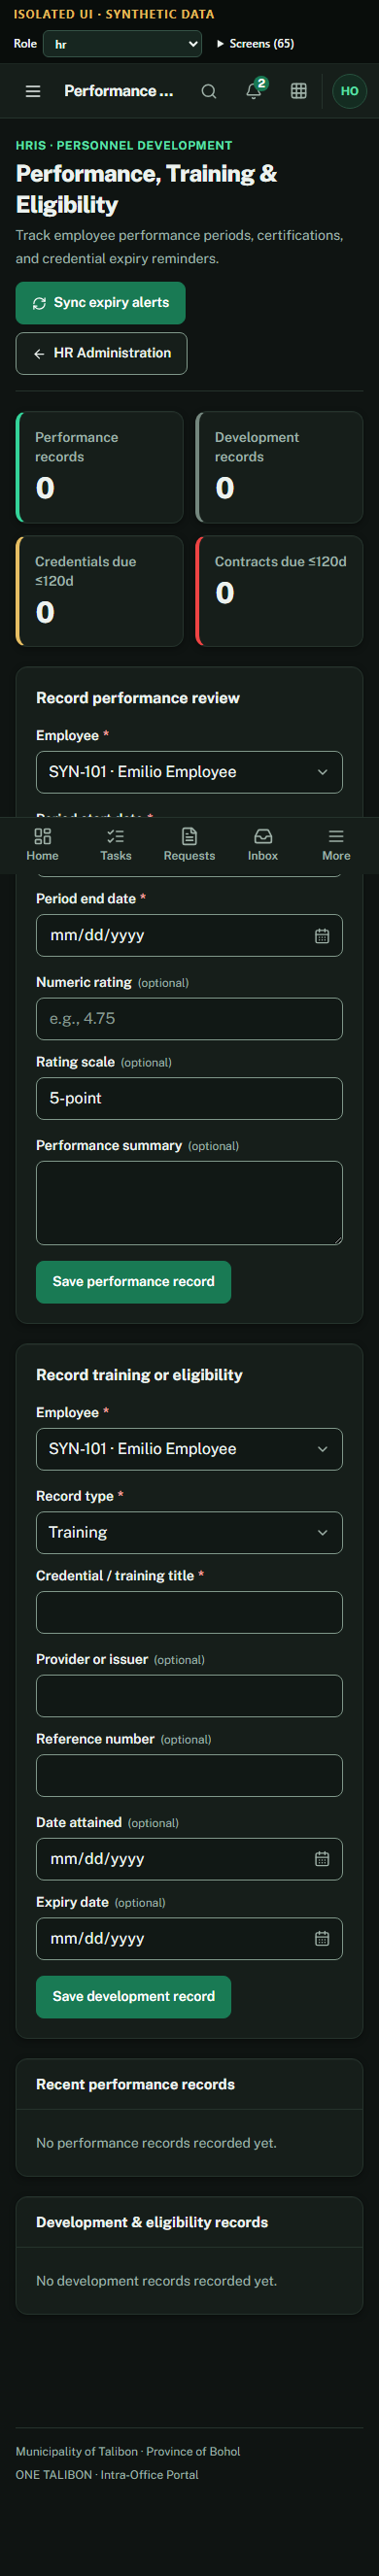 ISOLATED UI · SYNTHETIC DATA
Role hr Screens (65)
Performance ... 2 HO
HRIS · PERSONNEL DEVELOPMENT
Performance, Training &
Eligibility
Track employee performance periods, certifications,
and credential expiry reminders.
Sync expiry alerts
HR Administration
Performance
records
0
Development
records
0
Credentials due
≤120d
0
Contracts due ≤120d
0
Record performance review
Employee *
SYN-101 · Emilio Employee
Home Tasks Requests Inbox More
Period end date *
mm/dd/yyyy
Numeric rating (optional)
e.g., 4.75
Rating scale (optional)
5-point
Performance summary (optional)
Save performance record
Record training or eligibility
Employee *
SYN-101 · Emilio Employee
Record type *
Training
Credential / training title *
Provider or issuer (optional)
Reference number (optional)
Date attained (optional)
mm/dd/yyyy
Expiry date (optional)
mm/dd/yyyy
Save development record
Recent performance records
No performance records recorded yet.
Development & eligibility records
No development records recorded yet.
Municipality of Talibon · Province of Bohol
ONE TALIBON · Intra-Office Portal